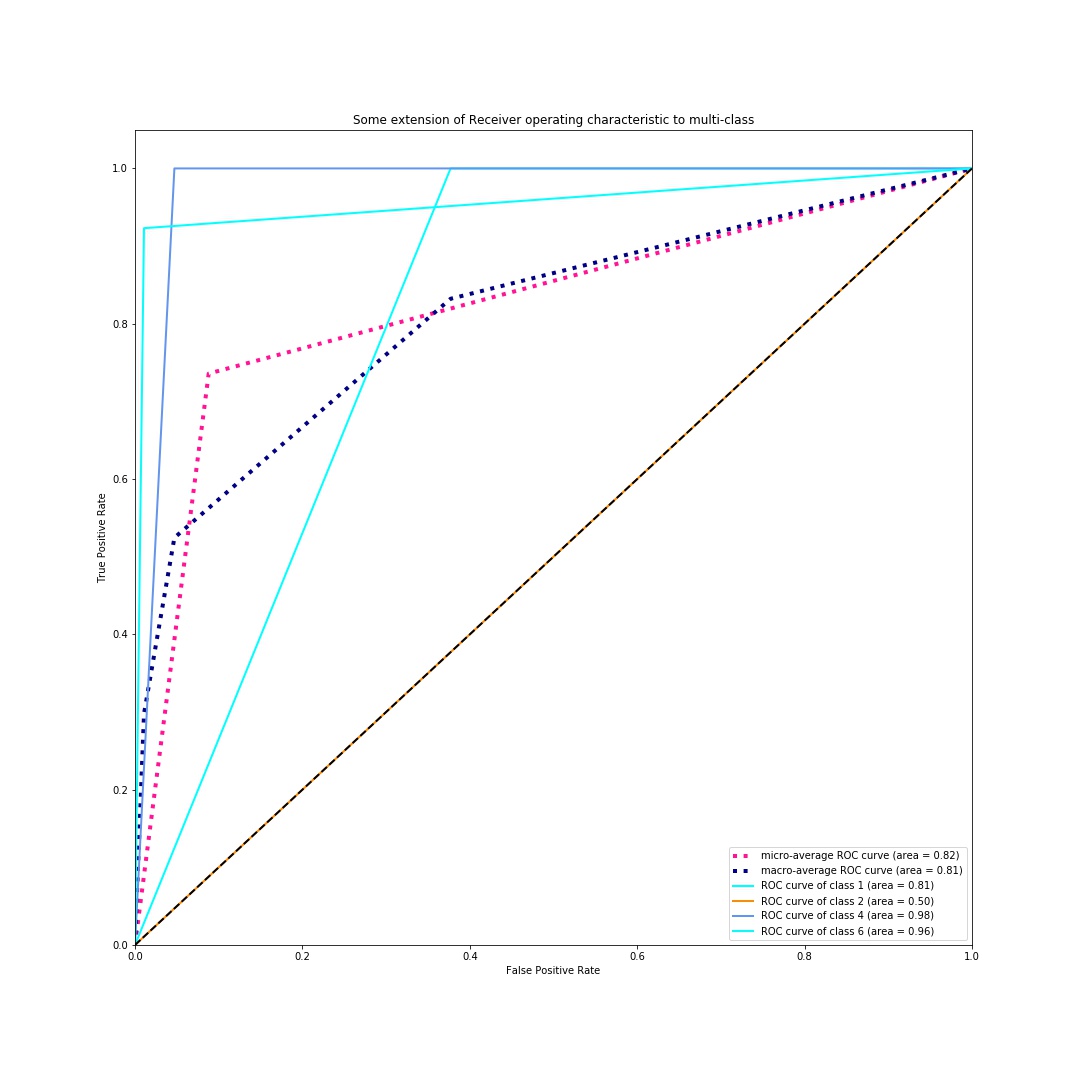 Some extension of Receiver operating characteristic to multi-class
1.0
0.8
0.6
0.4
0.2
0.0
True Positive Rate
0.0 0.2 0.4 0.6 0.8 1.0
False Positive Rate
micro-average ROC curve (area = 0.82)
macro-average ROC curve (area = 0.81)
ROC curve of class 1 (area = 0.81)
ROC curve of class 2 (area = 0.50)
ROC curve of class 4 (area = 0.98)
ROC curve of class 6 (area = 0.96)